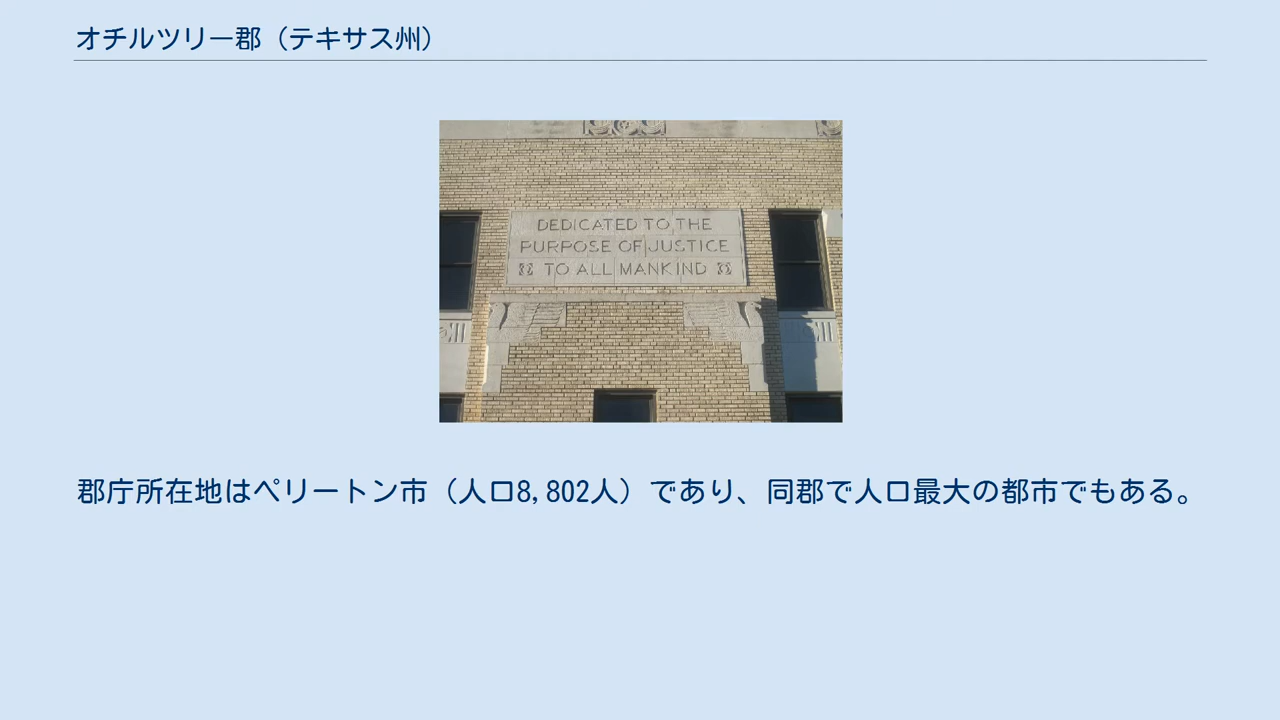 オチルツリー郡（テキサス州）
DEDICATED TO THE
PURPOSE OF JUSTICE
TO ALL MANKIND
郡庁所在地はペリートン市（人口8,802人）であり、同郡で人口最大の都市でもある。